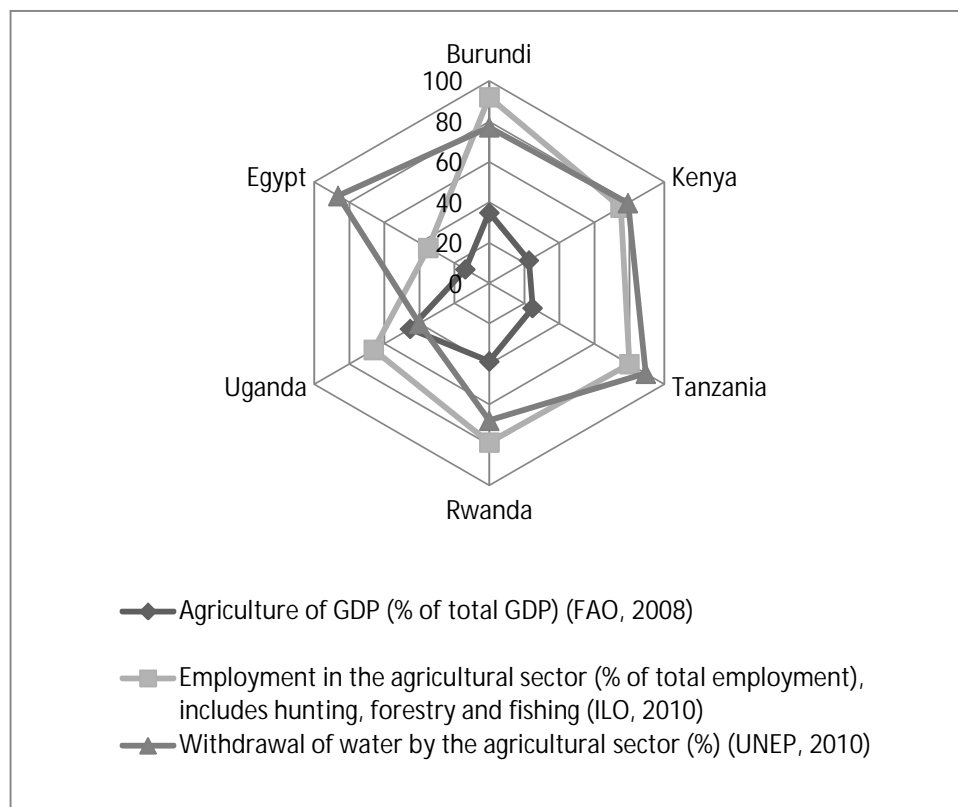 Burundi
100
80
60
40
20
0
Kenya
Tanzania
Rwanda
Uganda
Egypt
Agriculture of GDP (% of total GDP) (FAO, 2008)
Employment in the agricultural sector (% of total employment),
includes hunting, forestry and fishing (ILO, 2010)
Withdrawal of water by the agricultural sector (%) (UNEP, 2010)